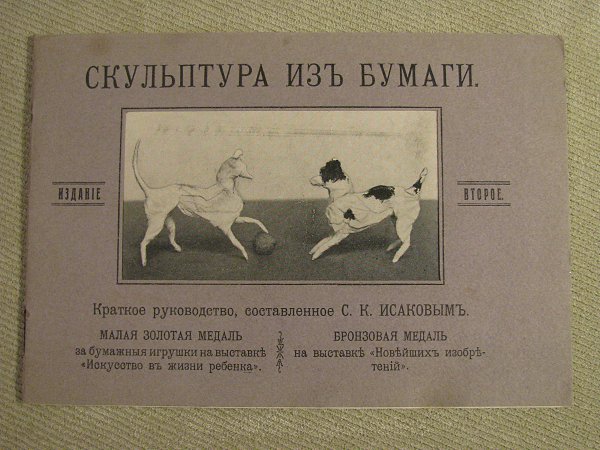 СКУЛЬПТУРА ИЗЪ БУМАГИ.
ИЗДАНІЕ
ВТОРОЕ.
Краткое руководство, составленное С. К. ИСАКОВЫМЪ.
МАЛАЯ ЗОЛОТАЯ МЕДАЛЬ
за бумажныя игрушки на выставкѣ
«Искусство въ жизни ребенка».
БРОНЗОВАЯ МЕДАЛЬ
на выставкѣ «Новѣйшихъ изобрѣ-
теній».